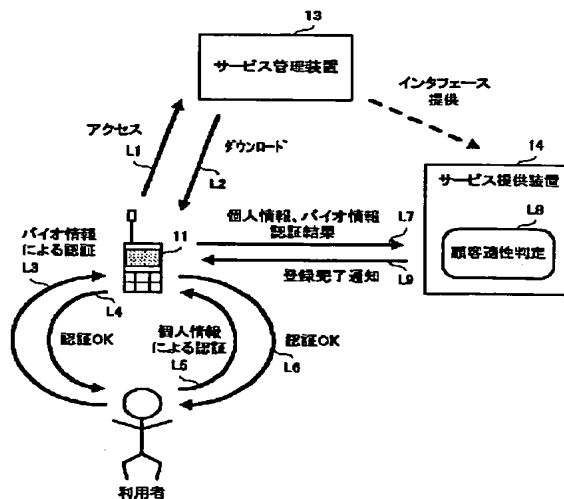 13
サービス管理装置
インタフェース
提供
アクセス
L1
ダウンロード
L2
14
サービス提供装置
L8
顧客適性判定
個人情報、バイオ情報
認証結果
L7
登録完了通知
L9
11
バイオ情報
による認証
L3
L4
認証OK
個人情報
による認証
L5
認証OK
L6
利用者